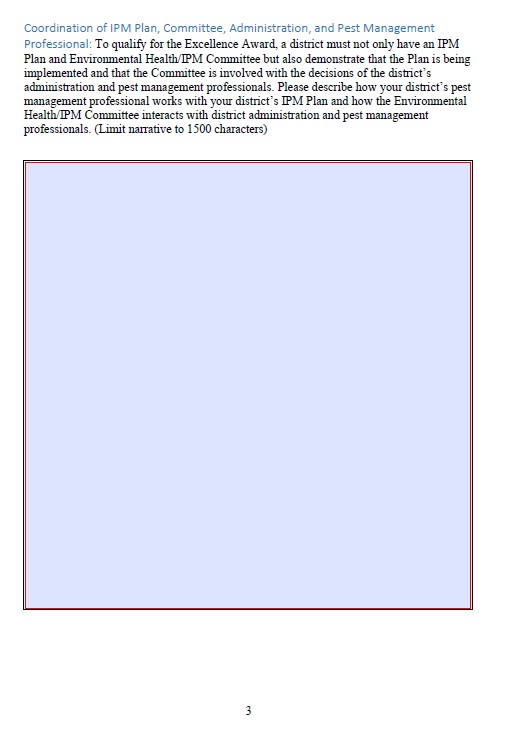 Coordination of IPM Plan, Committee, Administration, and Pest Management
Professional: To qualify for the Excellence Award, a district must not only have an IPM
Plan and Environmental Health/IPM Committee but also demonstrate that the Plan is being
implemented and that the Committee is involved with the decisions of the district’s
administration and pest management professionals. Please describe how your district’s pest
management professional works with your district’s IPM Plan and how the Environmental
Health/IPM Committee interacts with district administration and pest management
professionals. (Limit narrative to 1500 characters)
3